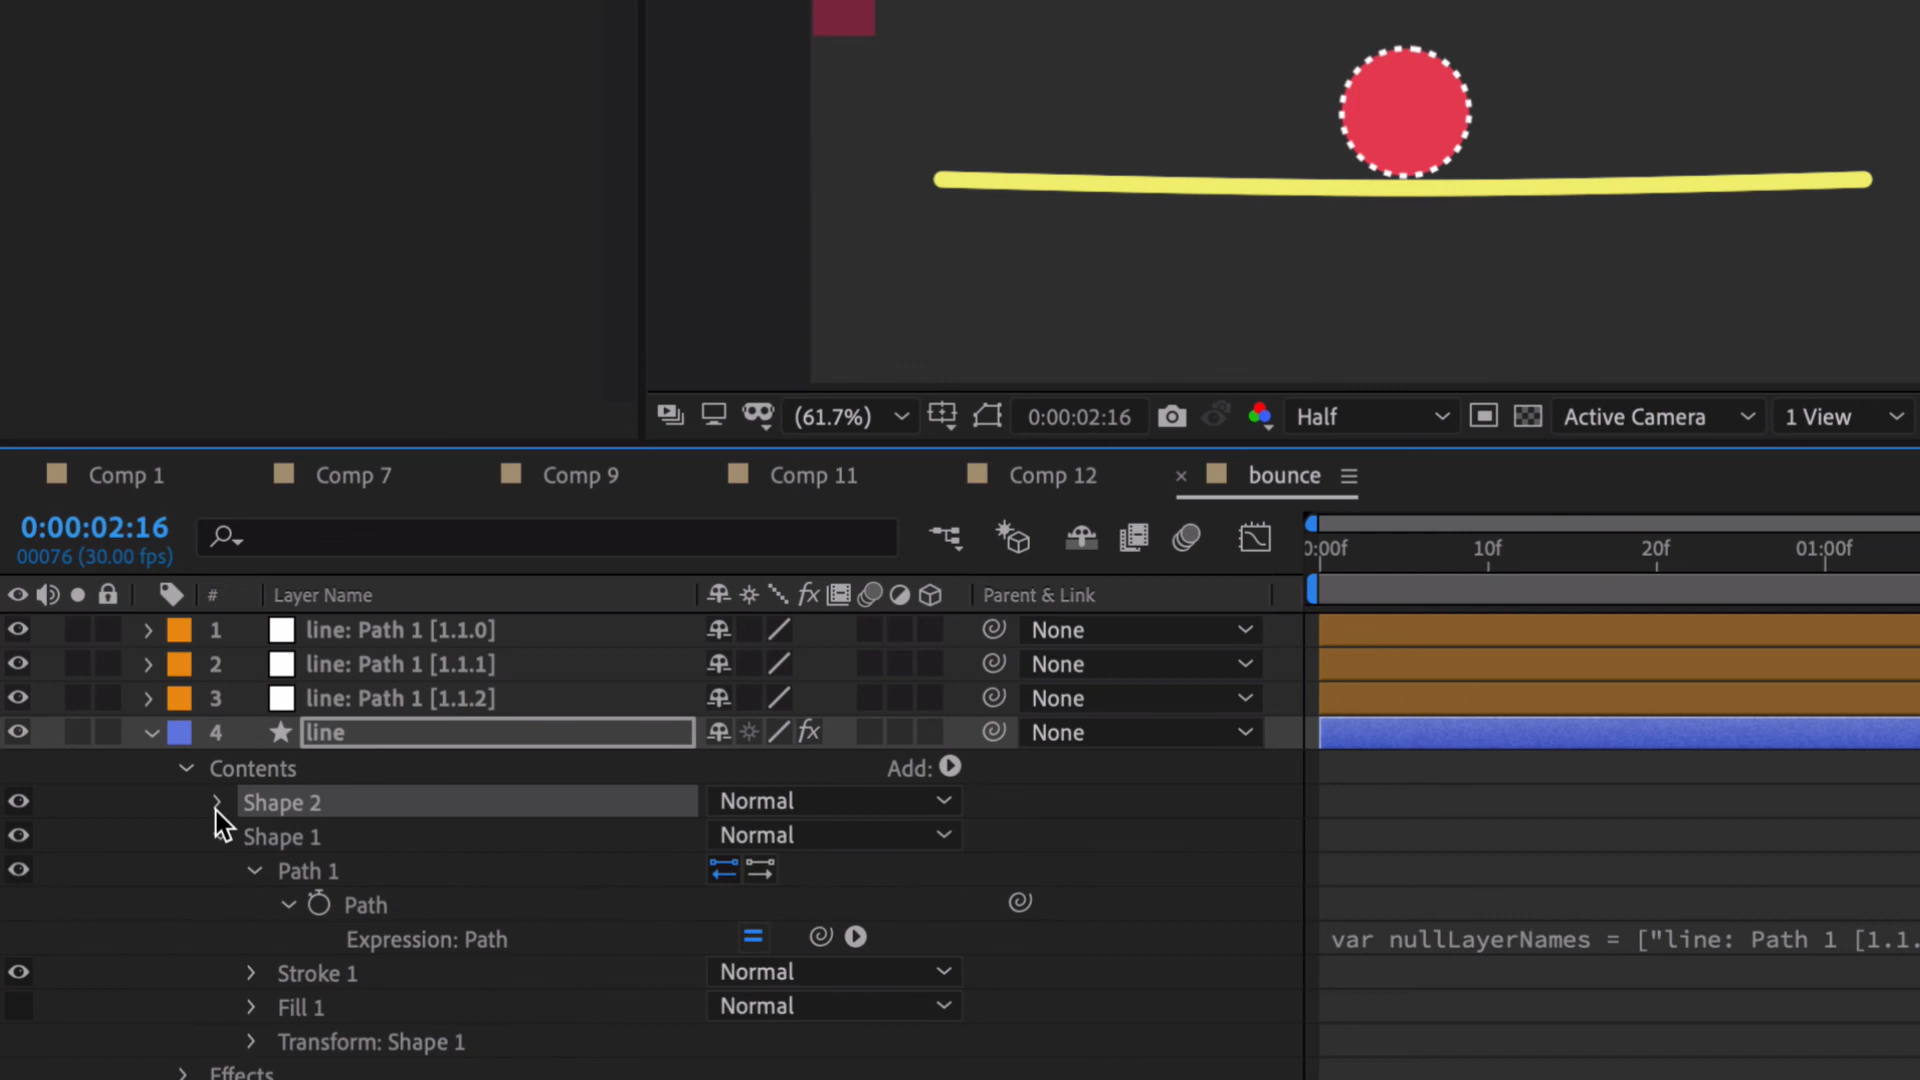 (61.7%)
0:00:02:16
Half
Active Camera
1 View
Comp 1
Comp 7
Comp 9
Comp 11
Comp 12
× bounce
0:00:02:16
00076 (30.00 fps)
0:00f 10f 20f 01:00f
# Layer Name fx Parent & Link
1 line: Path 1 [1.1.0] None
2 line: Path 1 [1.1.1] None
3 line: Path 1 [1.1.2] None
4 line fx None
Contents Add:
Shape 2 Normal
Shape 1 Normal
Path 1
Path
Expression: Path = var nullLayerNames = ["line: Path 1 [1.1.
Stroke 1 Normal
Fill 1 Normal
Transform: Shape 1
Effects